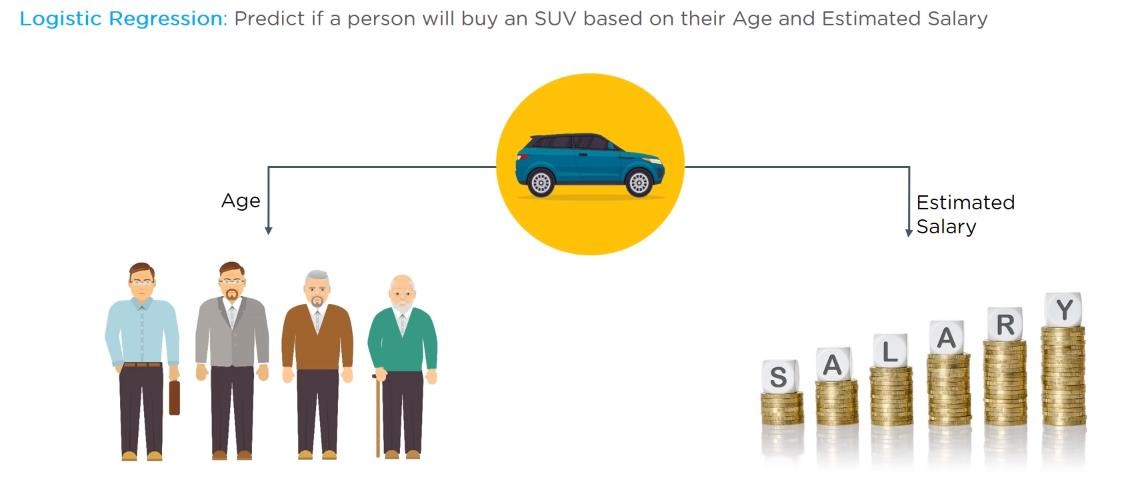 Logistic Regression: Predict if a person will buy an SUV based on their Age and Estimated Salary
Age
Estimated
Salary
SALARY